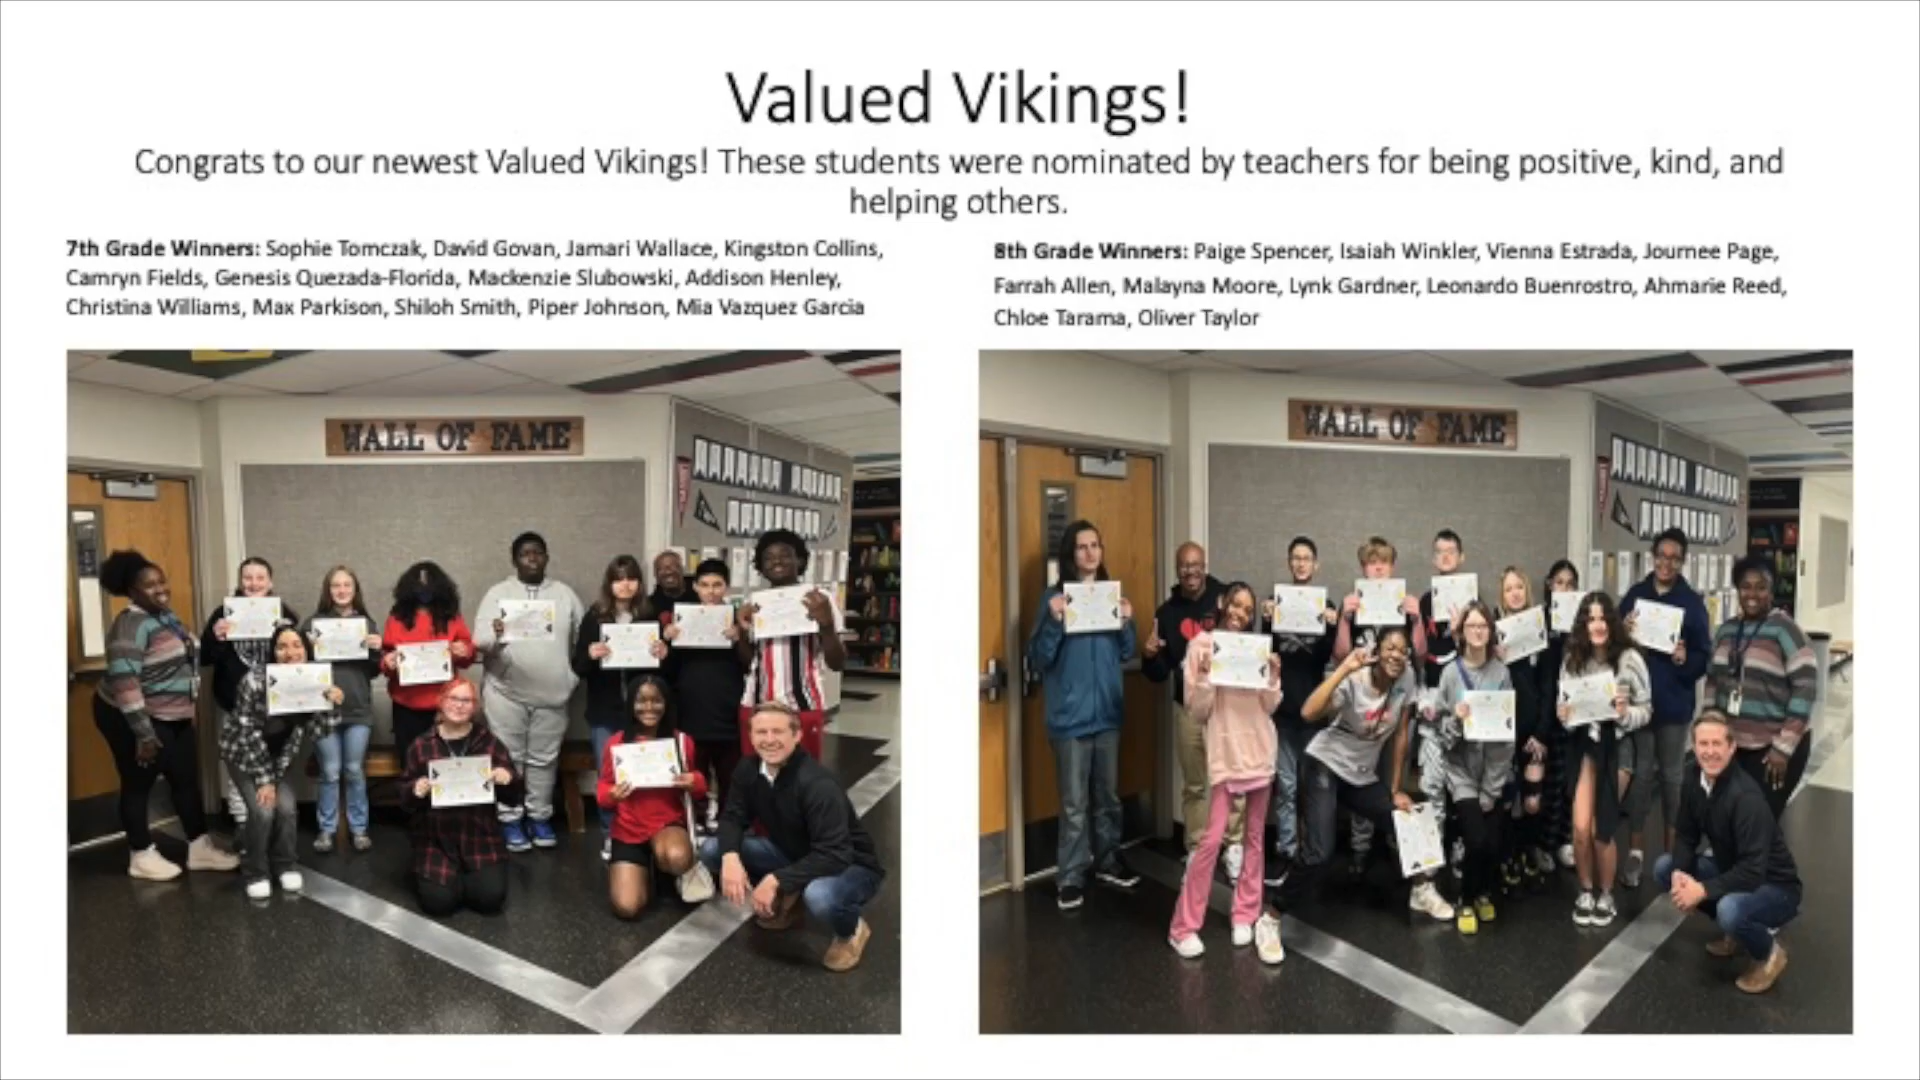 Valued Vikings!
Congrats to our newest Valued Vikings! These students were nominated by teachers for being positive, kind, and
helping others.
7th Grade Winners: Sophie Tomczak, David Govan, Jamari Wallace, Kingston Collins,
Camryn Fields, Genesis Quezada-Florida, Mackenzie Slubowski, Addison Henley,
Christina Williams, Max Parkison, Shiloh Smith, Piper Johnson, Mia Vazquez Garcia
8th Grade Winners: Paige Spencer, Isaiah Winkler, Vienna Estrada, Journee Page,
Farrah Allen, Malayna Moore, Lynk Gardner, Leonardo Buenrostro, Ahmarie Reed,
Chloe Tarama, Oliver Taylor
WALL OF FAME
WALL OF FAME